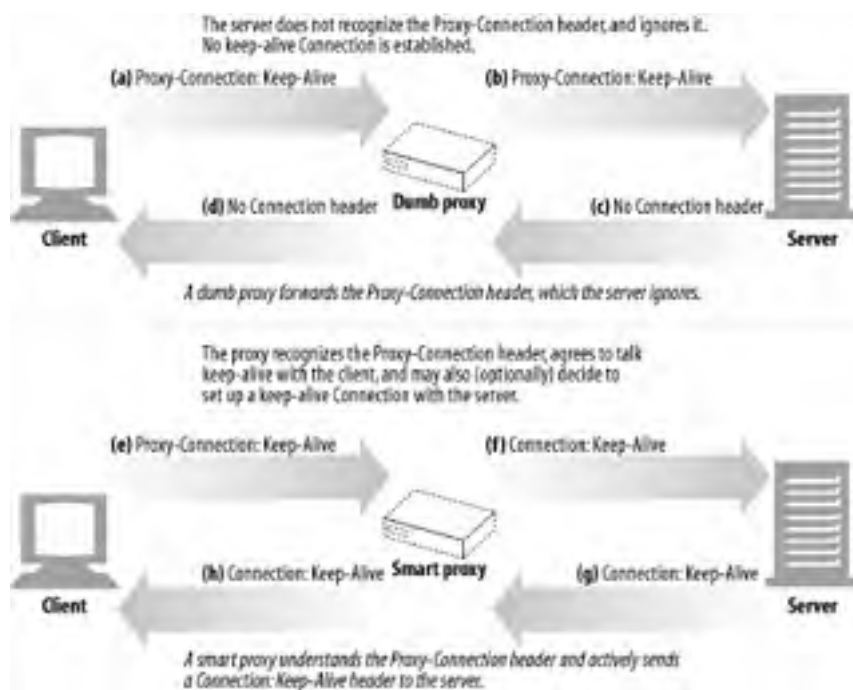 The server does not recognize the Proxy-Connection header, and ignores it.
No keep-alive Connection is established.
(a) Proxy-Connection: Keep-Alive
(b) Proxy-Connection: Keep-Alive
(d) No Connection header
Dumb proxy
(c) No Connection header
Client
Server
A dumb proxy forwards the Proxy-Connection header, which the server ignores.
The proxy recognizes the Proxy-Connection header, agrees to talk
keep-alive with the client, and may also (optionally) decide to
set up a keep-alive Connection with the server.
(e) Proxy-Connection: Keep-Alive
(f) Connection: Keep-Alive
(h) Connection: Keep-Alive
Smart proxy
(g) Connection: Keep-Alive
Client
Server
A smart proxy understands the Proxy-Connection header and actively sends
a Connection: Keep-Alive header to the server.